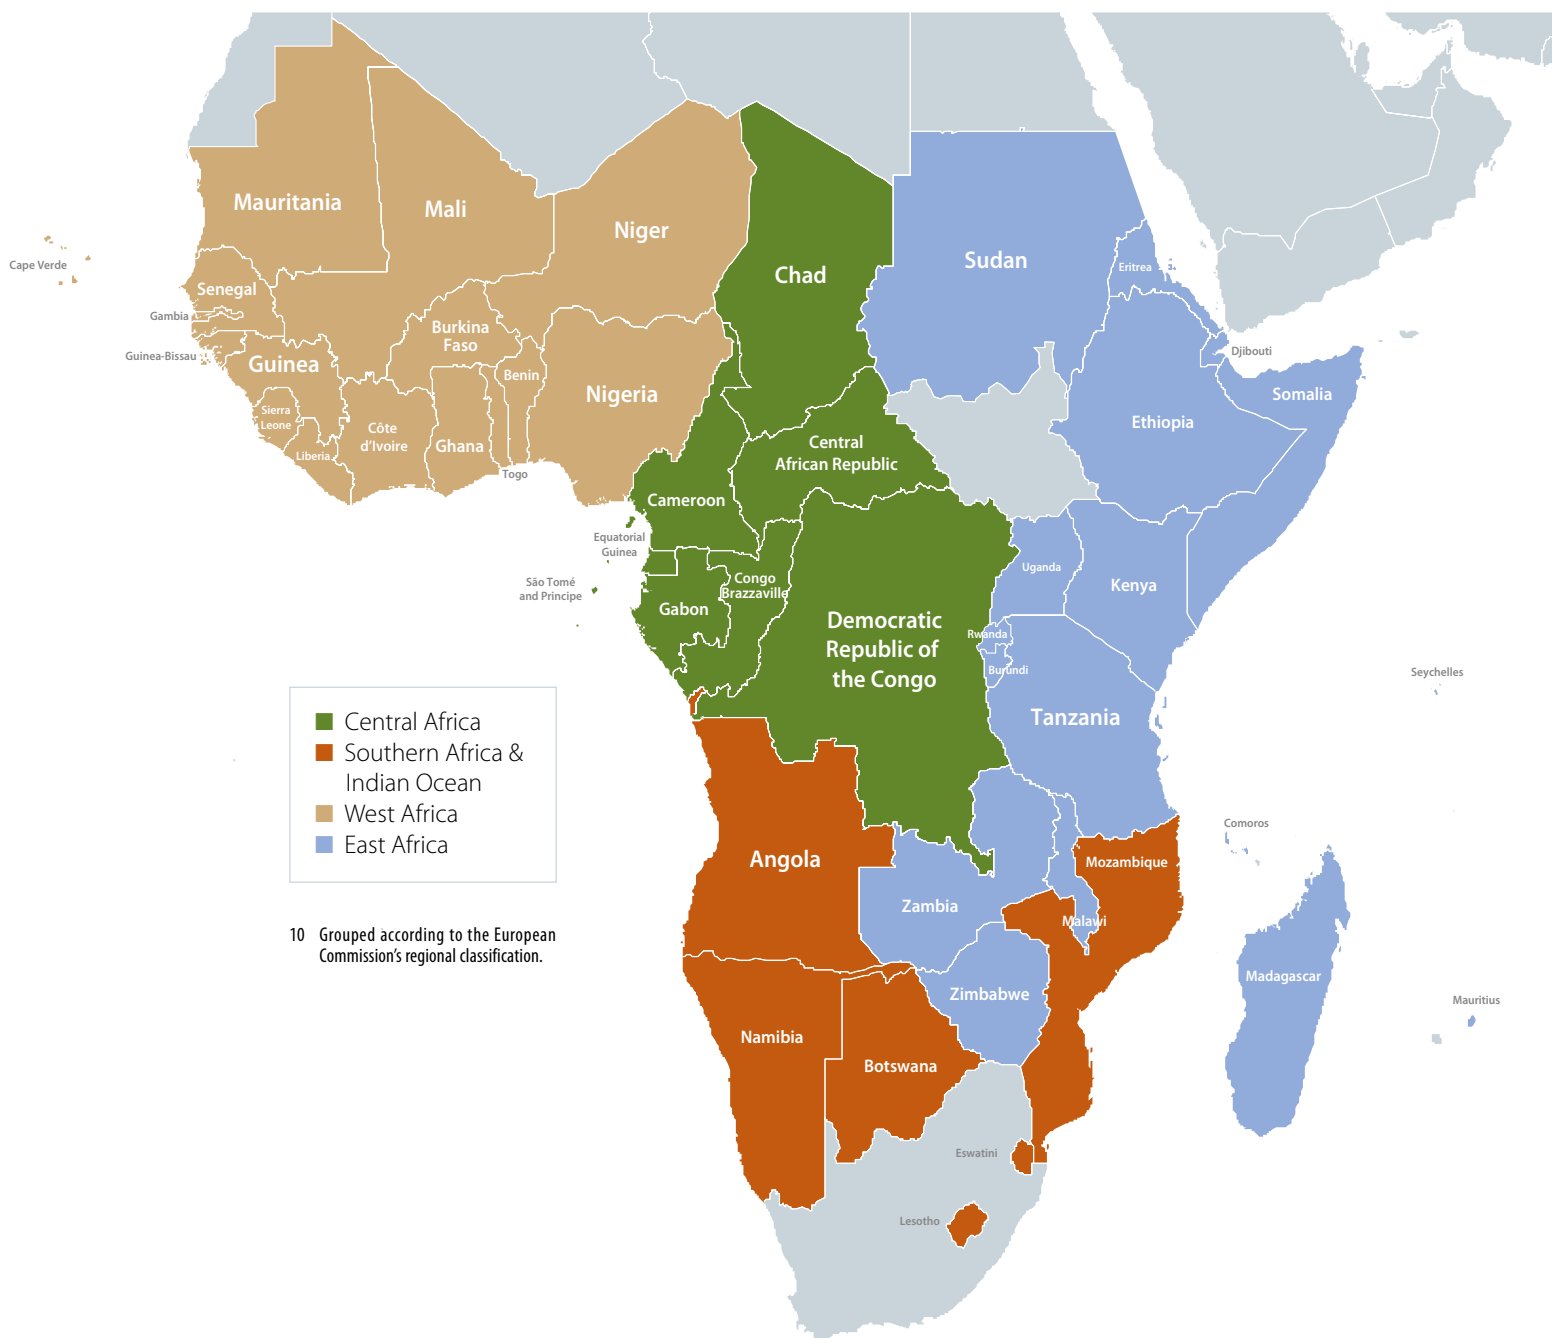 Mauritania
Mali
Niger
Chad
Sudan
Eritrea
Cape Verde
Senegal
Gambia
Burkina
Faso
Guinea-Bissau
Guinea
Benin
Nigeria
Djibouti
Somalia
Ethiopia
Sierra
Leone
Côte
d'Ivoire
Ghana
Liberia
Togo
Central
African Republic
Cameroon
Equatorial
Guinea
São Tomé
and Principe
Gabon
Congo
Brazzaville
Democratic
Republic of
the Congo
Uganda
Kenya
Rwanda
Burundi
Tanzania
Seychelles
Central Africa
Southern Africa &
Indian Ocean
West Africa
East Africa
Comoros
Angola
Mozambique
Zambia
Malawi
10 Grouped according to the European
Commission's regional classification.
Zimbabwe
Madagascar
Mauritius
Namibia
Botswana
Eswatini
Lesotho